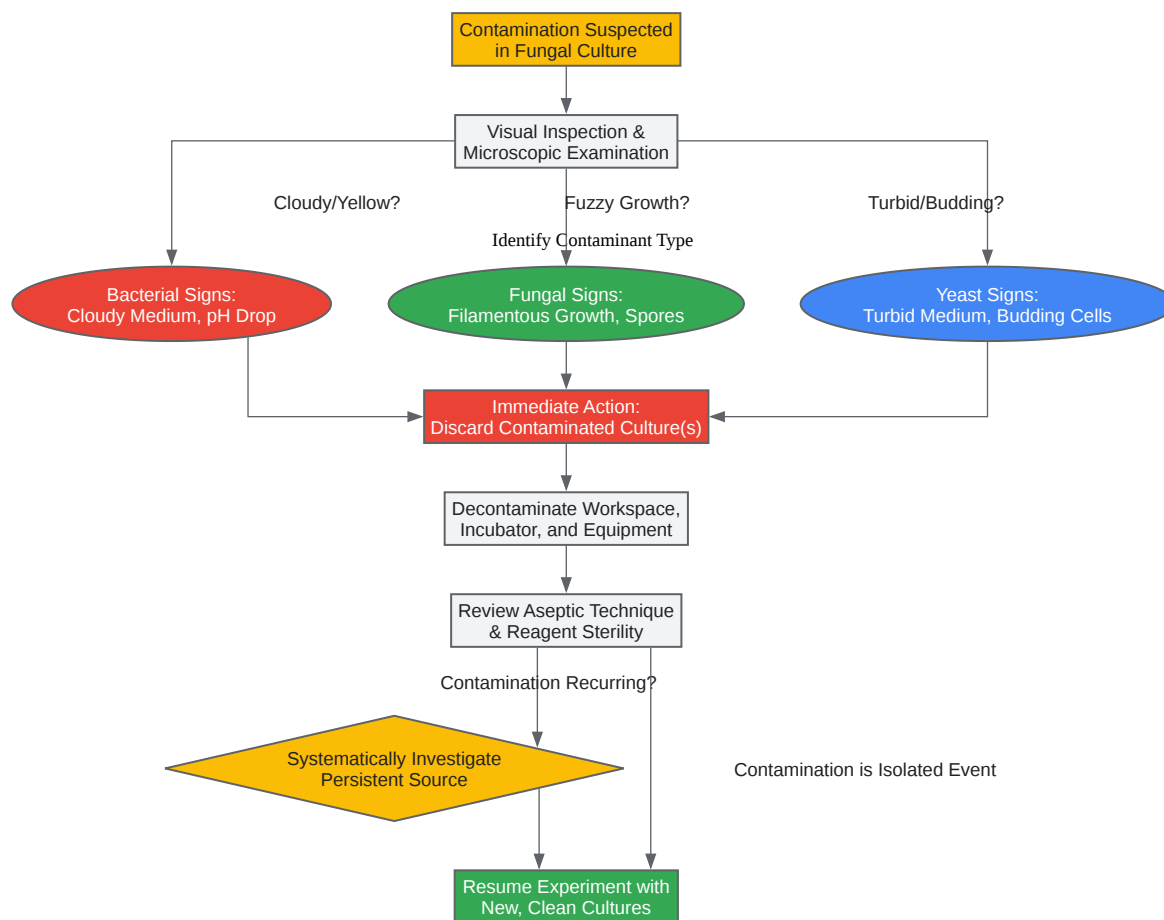 Contamination Suspected
in Fungal Culture
Visual Inspection &
Microscopic Examination
Cloudy/Yellow?
Fuzzy Growth?
Turbid/Budding?
Identify Contaminant Type
Bacterial Signs:
Cloudy Medium, pH Drop
Fungal Signs:
Filamentous Growth, Spores
Yeast Signs:
Turbid Medium, Budding Cells
Immediate Action:
Discard Contaminated Culture(s)
Decontaminate Workspace,
Incubator, and Equipment
Review Aseptic Technique
& Reagent Sterility
Contamination Recurring?
Systematically Investigate
Persistent Source
Contamination is Isolated Event
Resume Experiment with
New, Clean Cultures